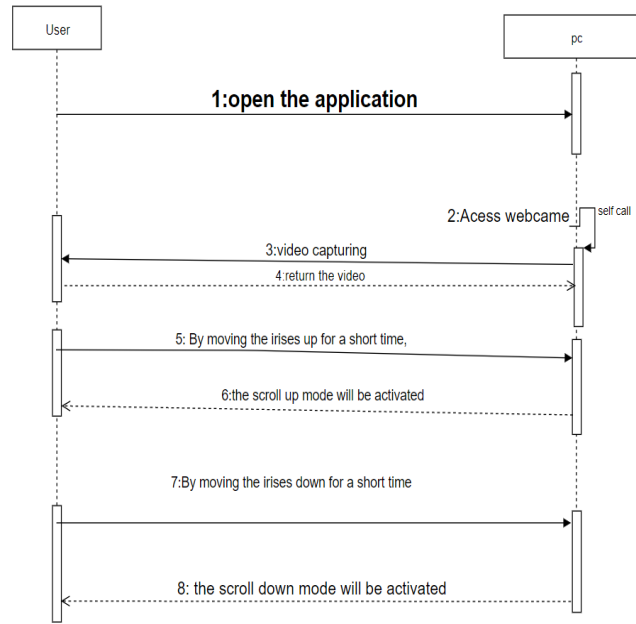 User
pc
1:open the application
2:Acess webcame
self call
3:video capturing
4:return the video
5: By moving the irises up for a short time,
6:the scroll up mode will be activated
7:By moving the irises down for a short time
8: the scroll down mode will be activated